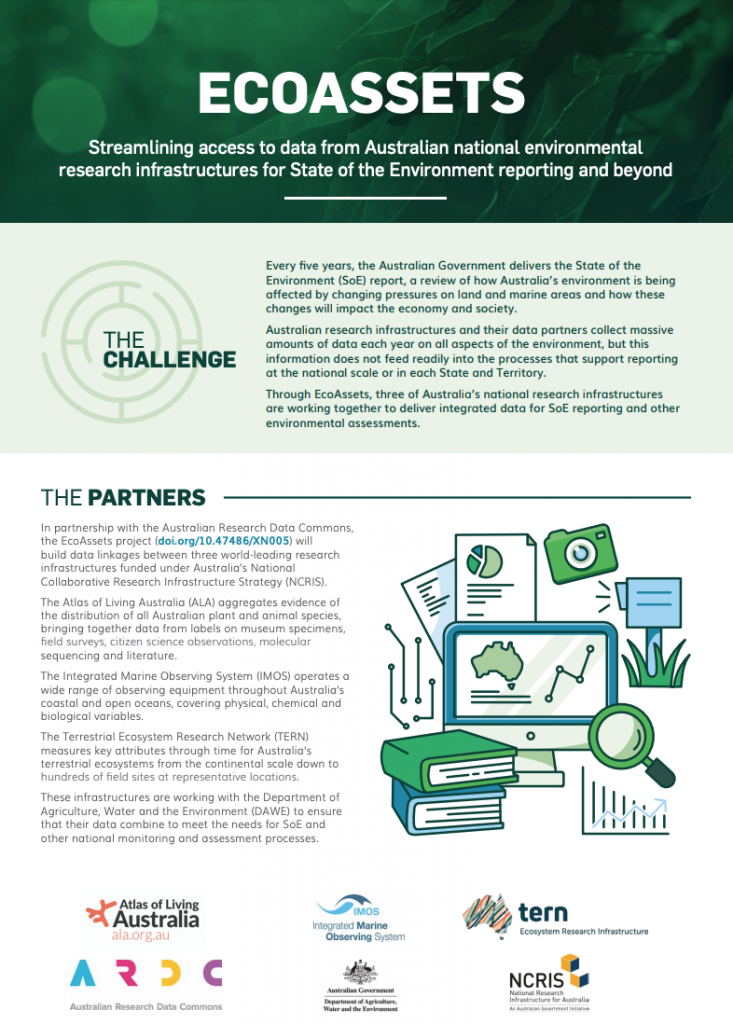 ECOASSETS
Streamlining access to data from Australian national environmental
research infrastructures for State of the Environment reporting and beyond
THE
CHALLENGE
Every five years, the Australian Government delivers the State of the
Environment (SoE) report, a review of how Australia's environment is being
affected by changing pressures on land and marine areas and how these
changes will impact the economy and society.
Australian research infrastructures and their data partners collect massive
amounts of data each year on all aspects of the environment, but this
information does not feed readily into the processes that support reporting
at the national scale or in each State and Territory.
Through EcoAssets, three of Australia's national research infrastructures
are working together to deliver integrated data for SoE reporting and other
environmental assessments.
THE PARTNERS
In partnership with the Australian Research Data Commons,
the EcoAssets project (doi.org/10.47486/XN005) will
build data linkages between three world-leading research
infrastructures funded under Australia's National
Collaborative Research Infrastructure Strategy (NCRIS).
The Atlas of Living Australia (ALA) aggregates evidence of
the distribution of all Australian plant and animal species,
bringing together data from labels on museum specimens,
field surveys, citizen science observations, molecular
sequencing and literature.
The Integrated Marine Observing System (IMOS) operates a
wide range of observing equipment throughout Australia's
coastal and open oceans, covering physical, chemical and
biological variables.
The Terrestrial Ecosystem Research Network (TERN)
measures key attributes through time for Australia's
terrestrial ecosystems from the continental scale down to
hundreds of field sites at representative locations.
These infrastructures are working with the Department of
Agriculture, Water and the Environment (DAWE) to ensure
that their data combine to meet the needs for SoE and
other national monitoring and assessment processes.
Atlas of Living
Australia
ala.org.au
IMOS
Integrated Marine
Observing System
tern
Ecosystem Research Infrastructure
ARDC
Australian Research Data Commons
Australian Government
Department of Agriculture,
Water and the Environment
NCRIS
National Research
Infrastructure for Australia
An Australian Government Initiative